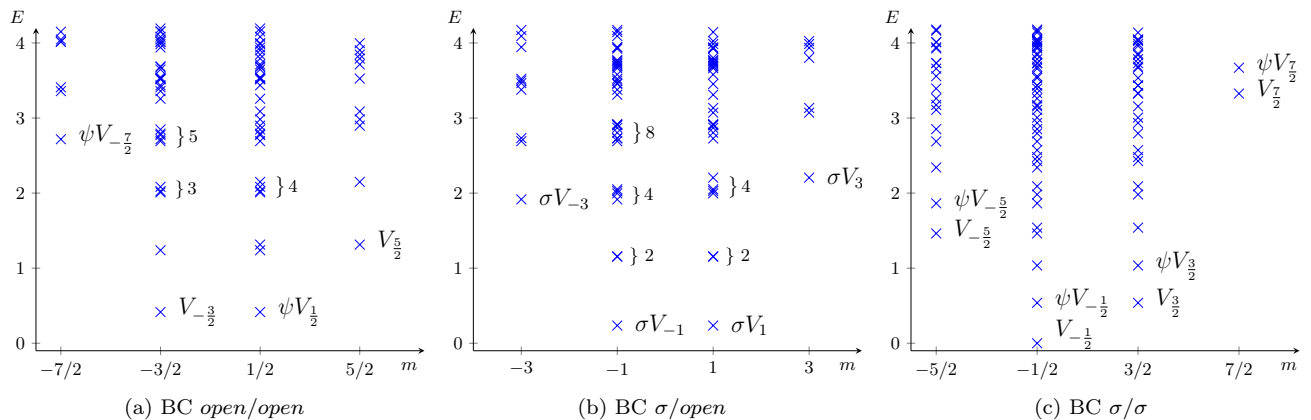 E
4
3
2
1
0
ψV_{-7/2}
} 5
} 3
} 4
V_{5/2}
V_{-3/2}
ψV_{1/2}
−7/2 −3/2 1/2 5/2 m
(a) BC open/open
E
4
3
2
1
0
} 8
} 4
} 4
σV_{-3}
σV_3
} 2
} 2
σV_{-1}
σV_1
−3 −1 1 3 m
(b) BC σ/open
E
4
3
2
1
0
ψV_{7/2}
V_{7/2}
ψV_{-5/2}
V_{-5/2}
ψV_{3/2}
ψV_{-1/2}
V_{3/2}
V_{-1/2}
−5/2 −1/2 3/2 7/2 m
(c) BC σ/σ